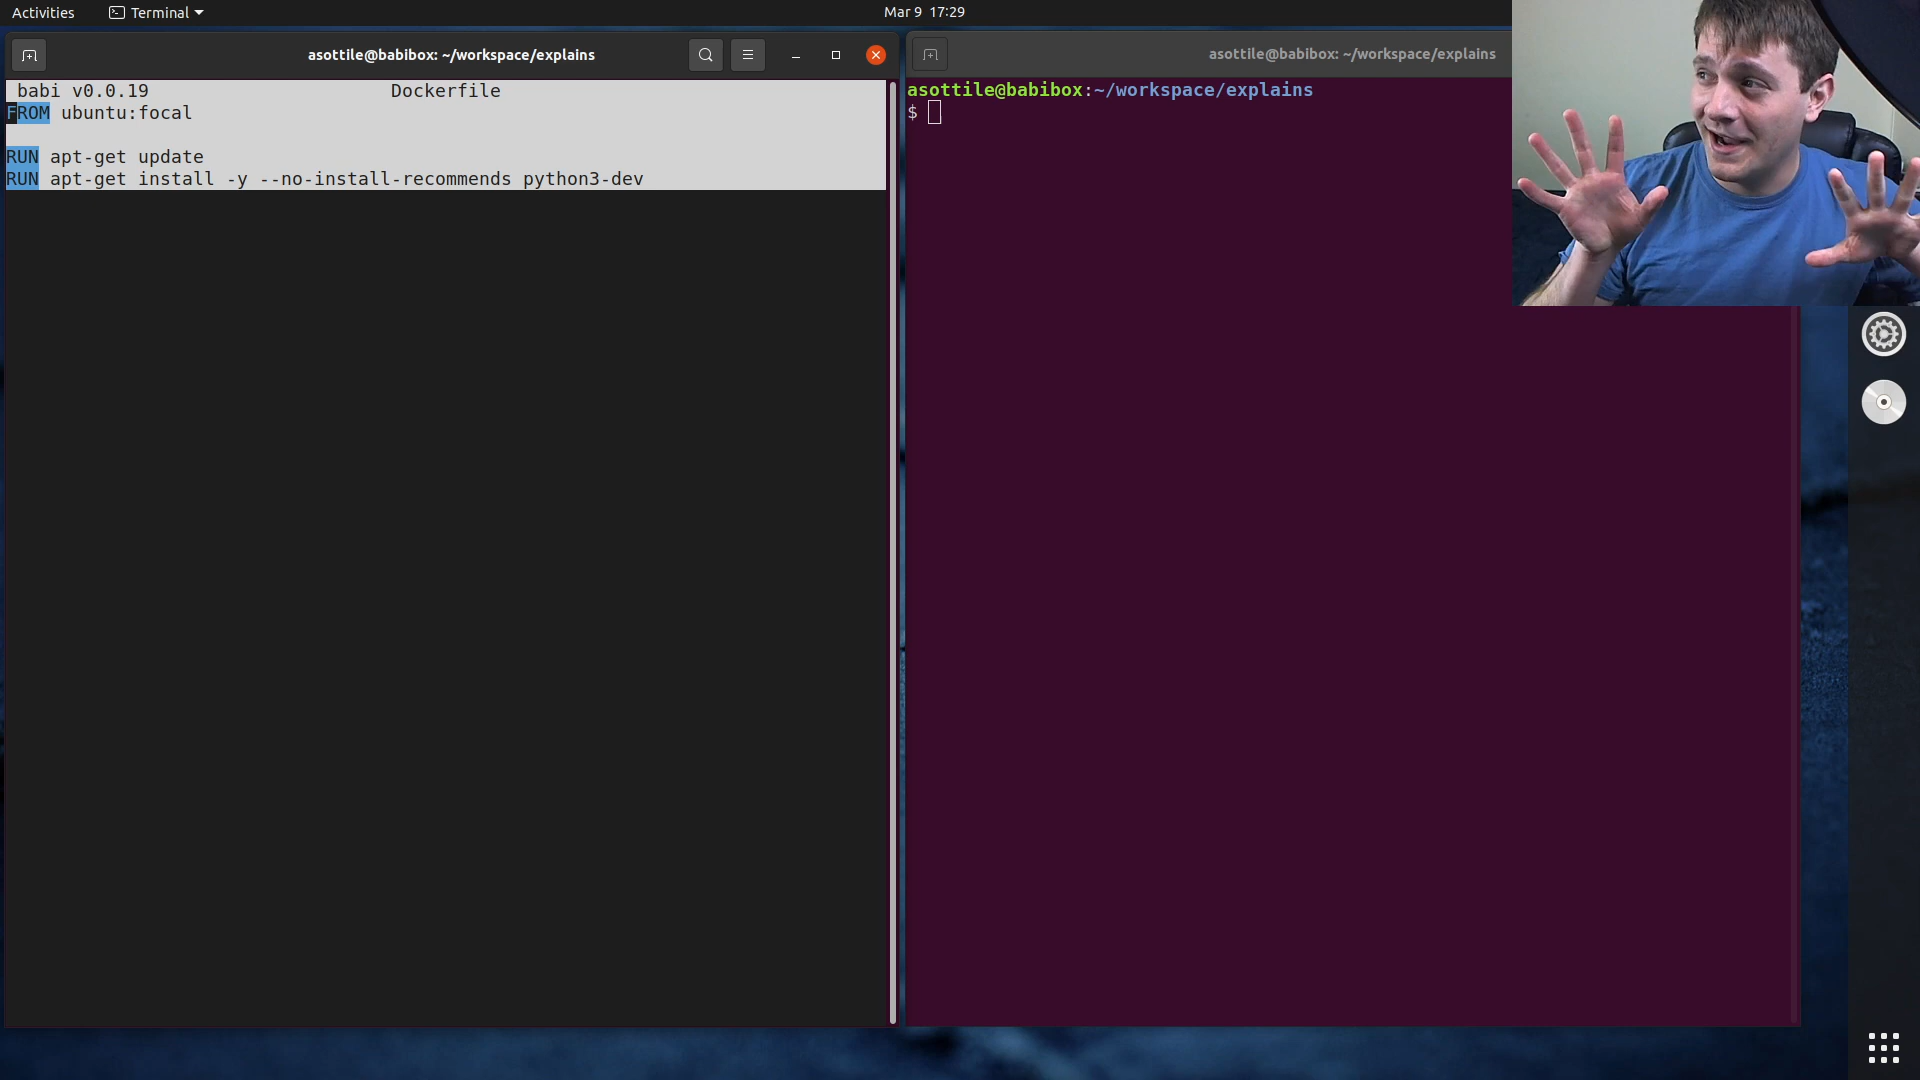 Activities
Terminal
Mar 9 17:29
asottile@babibox: ~/workspace/explains
babi v0.0.19 Dockerfile
FROM ubuntu:focal
RUN apt-get update
RUN apt-get install -y --no-install-recommends python3-dev
asottile@babibox: ~/workspace/explains
asottile@babibox:~/workspace/explains
$